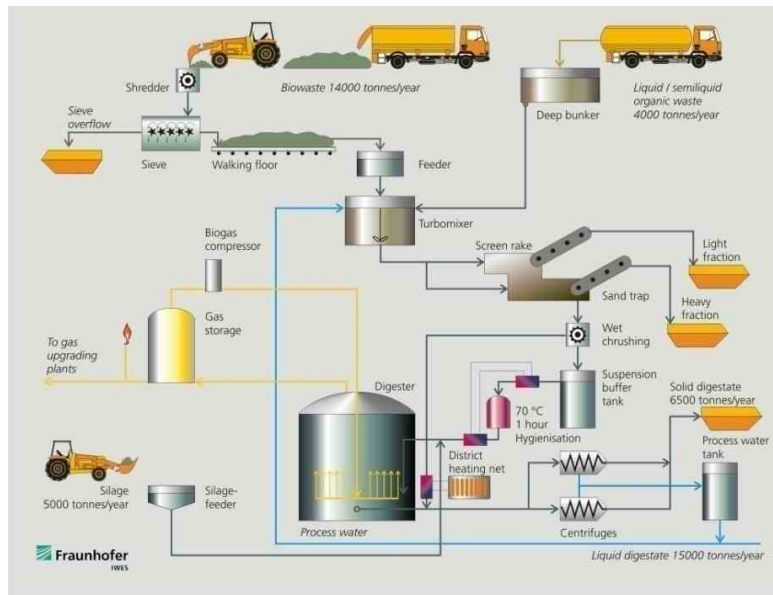 Shredder
Biowaste 14000 tonnes/year
Liquid / semiliquid
organic waste
4000 tonnes/year
Deep bunker
Sieve
overflow
Sieve
Walking floor
Feeder
Turbomixer
Biogas
compressor
Screen rake
Light
fraction
Sand trap
Heavy
fraction
Gas
storage
Wet
chrushing
To gas
upgrading
plants
Digester
Suspension
buffer
tank
Solid digestate
6500 tonnes/year
70 °C
1 hour
Hygienisation
Process water
tank
District
heating net
Silage
5000 tonnes/year
Silage-
feeder
Process water
Centrifuges
Liquid digestate 15000 tonnes/year
Fraunhofer
IWES